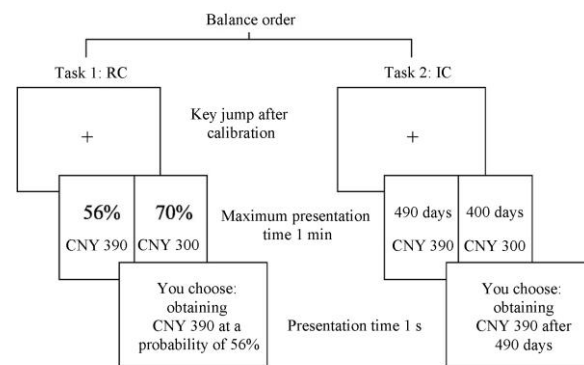 Balance order
Task 1: RC
Task 2: IC
+
Key jump after
calibration
+
56%
CNY 390
70%
CNY 300
Maximum presentation
time 1 min
490 days
CNY 390
400 days
CNY 300
You choose:
obtaining
CNY 390 at a
probability of 56%
Presentation time 1 s
You choose:
obtaining
CNY 390 after
490 days